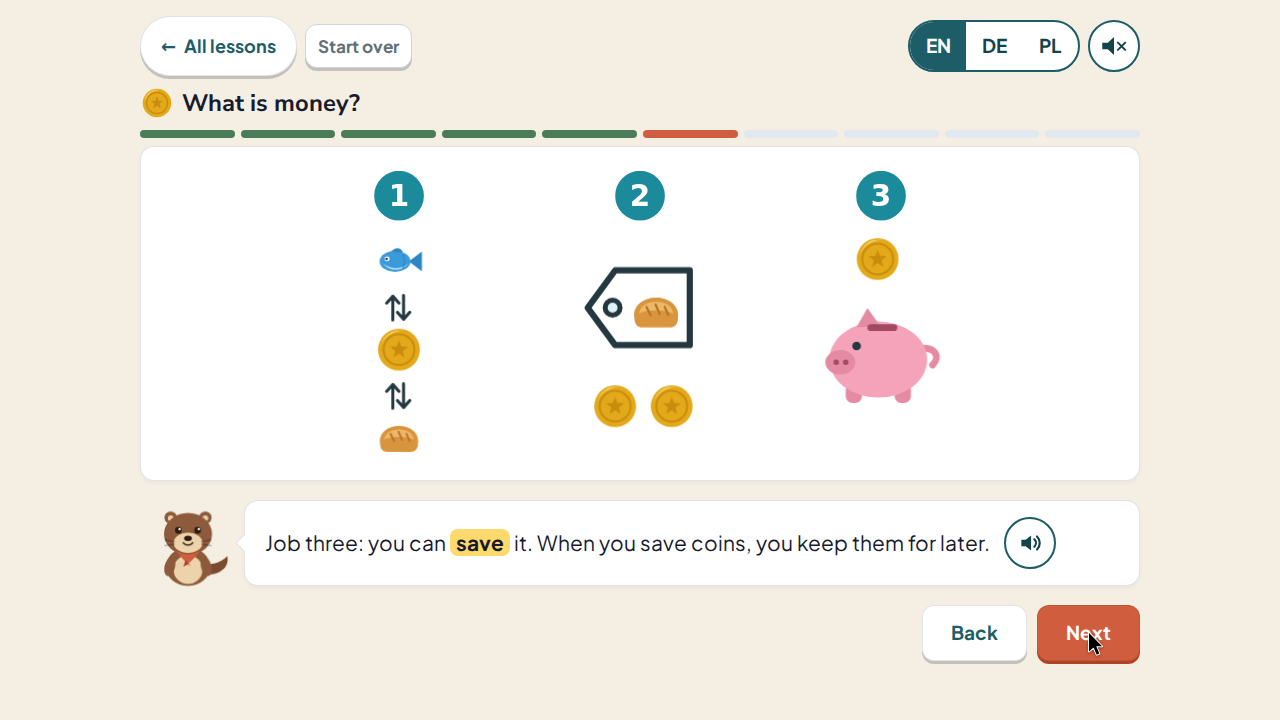 ← All lessons
Start over
EN
DE
PL
What is money?
1
2
3
Job three: you can save it. When you save coins, you keep them for later.
Back
Next